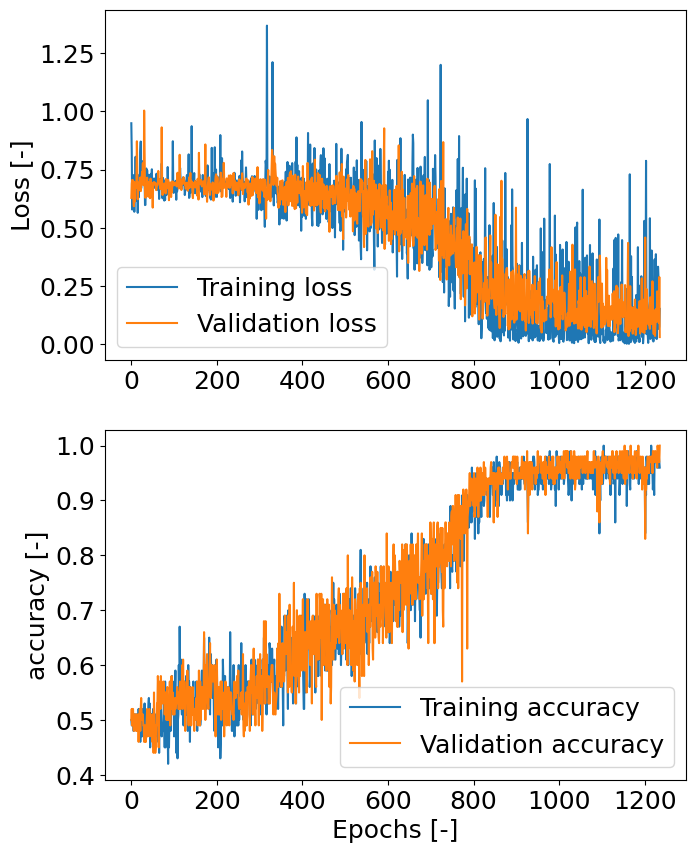 Loss [-]
1.25
1.00
0.75
0.50
0.25
0.00
Training loss
Validation loss
0 200 400 600 800 1000 1200
accuracy [-]
1.0
0.9
0.8
0.7
0.6
0.5
0.4
Training accuracy
Validation accuracy
0 200 400 600 800 1000 1200
Epochs [-]